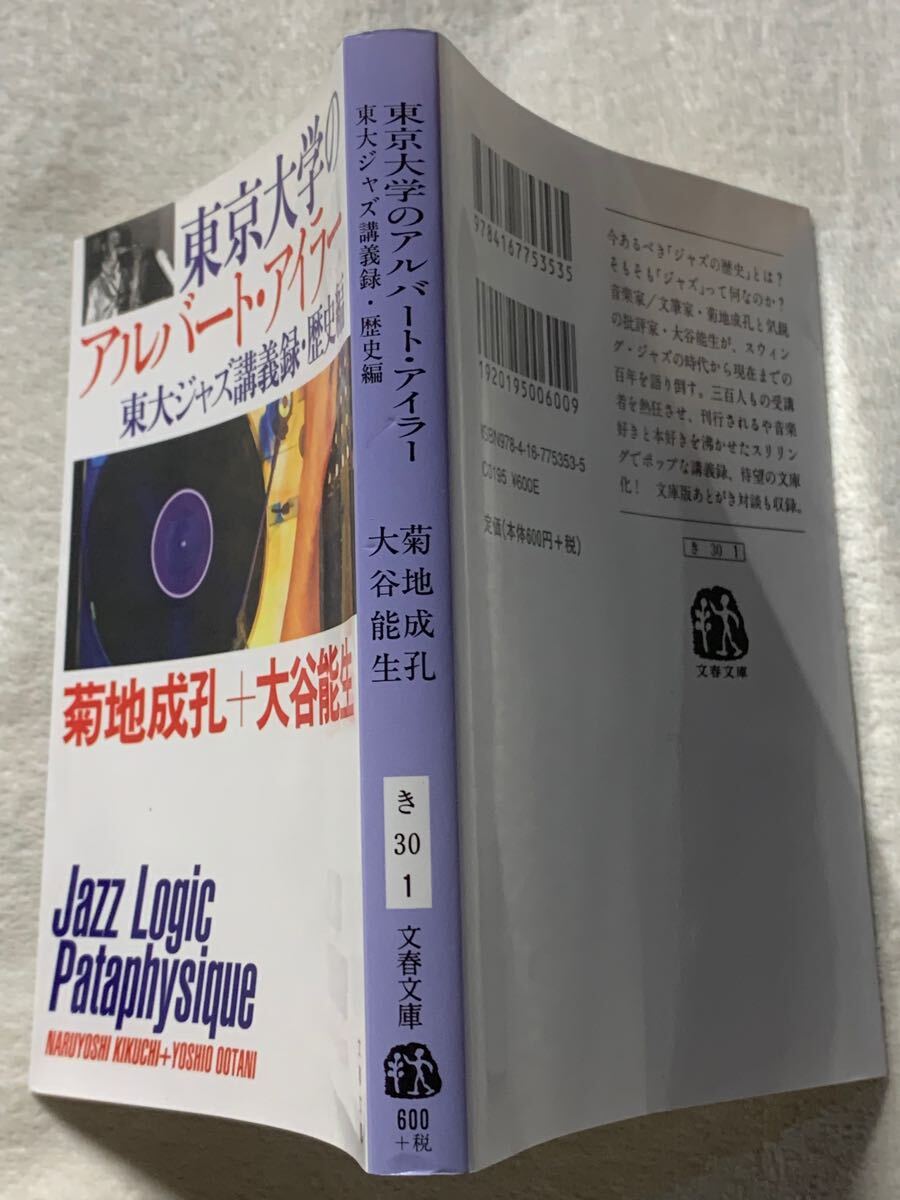 東京大学の
アルバート・アイラー
東大ジャズ講義録・歴史編
菊地成孔+大谷能生
Jazz Logic
Pataphysique
NARUYOSHI KIKUCHI+YOSHIO OOTANI
東京大学のアルバート・アイラー
東大ジャズ講義録・歴史編
菊地成孔
大谷能生
き
30
1
文春文庫
600
+税
9784167753535
1920195006009
ISBN978-4-16-775353-5
C0195 ¥600E
定価(本体600円+税)
今あるべき「ジャズの歴史」とは?
そもそも「ジャズ」って何なのか?
音楽家/文筆家・菊地成孔と気鋭
の批評家・大谷能生が、スウィン
グ・ジャズの時代から現在までの
百年を語り倒す。三百人もの受講
者を熱狂させ、刊行されるや音楽
好きと本好きを沸かせたスリリン
グでポップな講義録、待望の文庫
化! 文庫版あとがき対談も収録。
き 30 1
文春文庫